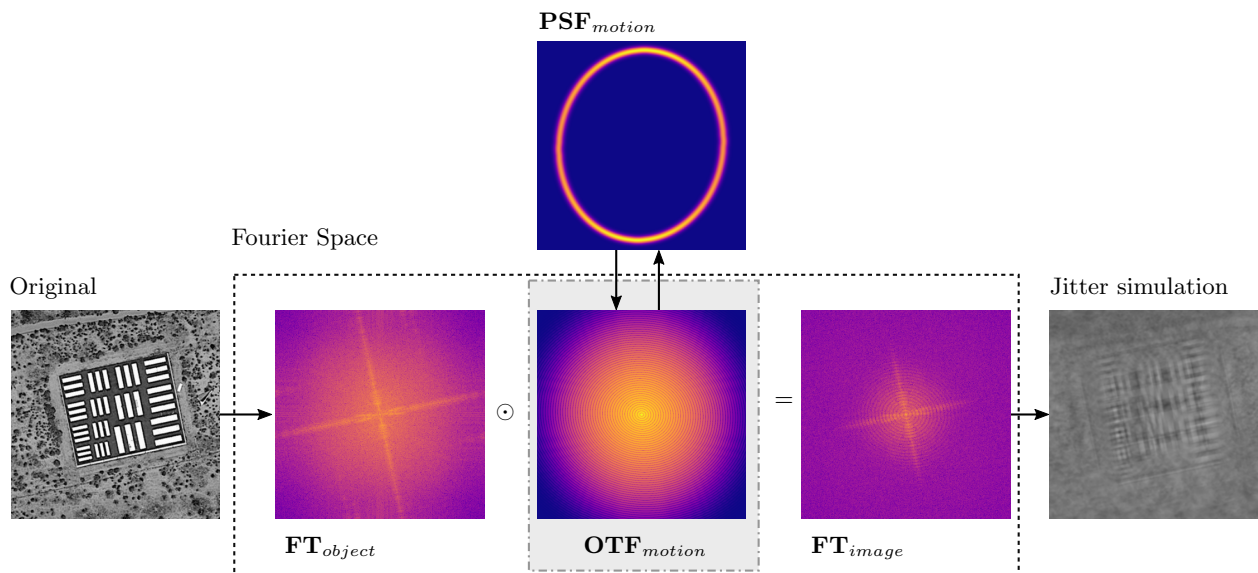 PSF_motion
Fourier Space
Original
Jitter simulation
⊙
=
FT_object
OTF_motion
FT_image